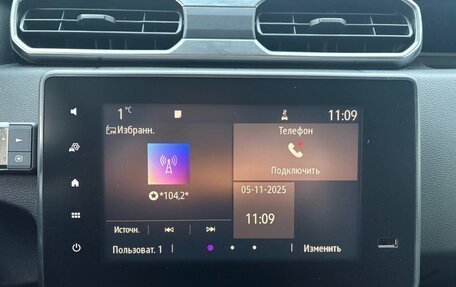 1 °C
11:09
Избранн.
Телефон
Подключить
*104,2*
05-11-2025
11:09
Источн.
Пользоват. 1
Изменить